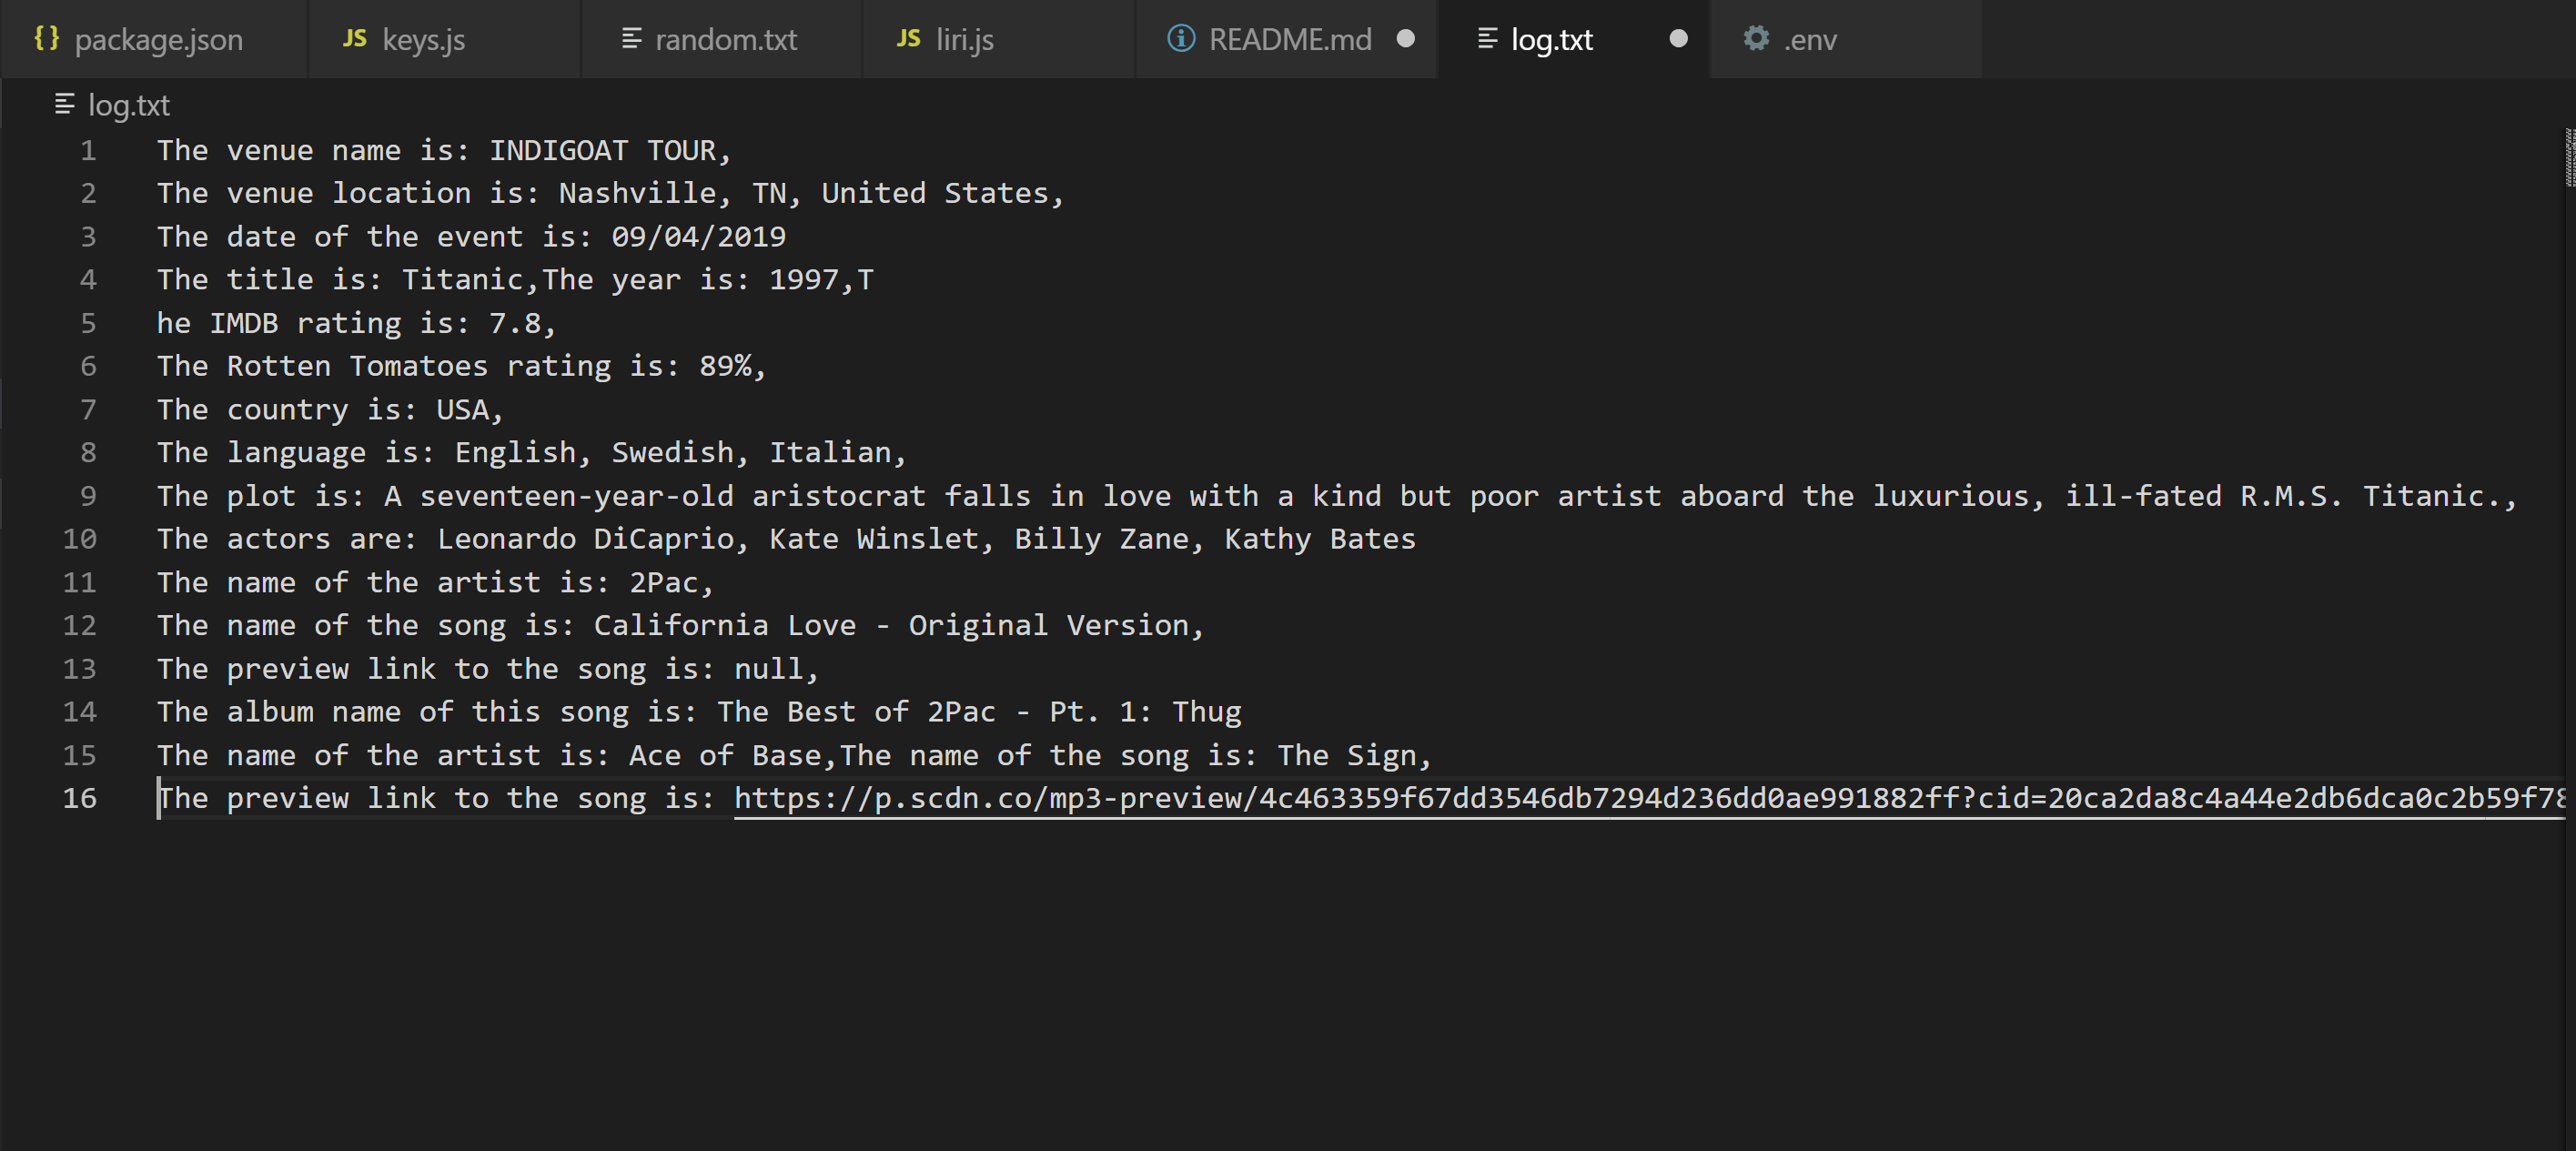 {} package.json JS keys.js random.txt JS liri.js README.md log.txt .env
log.txt
1 The venue name is: INDIGOAT TOUR,
2 The venue location is: Nashville, TN, United States,
3 The date of the event is: 09/04/2019
4 The title is: Titanic,The year is: 1997,T
5 he IMDB rating is: 7.8,
6 The Rotten Tomatoes rating is: 89%,
7 The country is: USA,
8 The language is: English, Swedish, Italian,
9 The plot is: A seventeen-year-old aristocrat falls in love with a kind but poor artist aboard the luxurious, ill-fated R.M.S. Titanic.,
10 The actors are: Leonardo DiCaprio, Kate Winslet, Billy Zane, Kathy Bates
11 The name of the artist is: 2Pac,
12 The name of the song is: California Love - Original Version,
13 The preview link to the song is: null,
14 The album name of this song is: The Best of 2Pac - Pt. 1: Thug
15 The name of the artist is: Ace of Base,The name of the song is: The Sign,
16 The preview link to the song is: https://p.scdn.co/mp3-preview/4c463359f67dd3546db7294d236dd0ae991882ff?cid=20ca2da8c4a44e2db6dca0c2b59f78